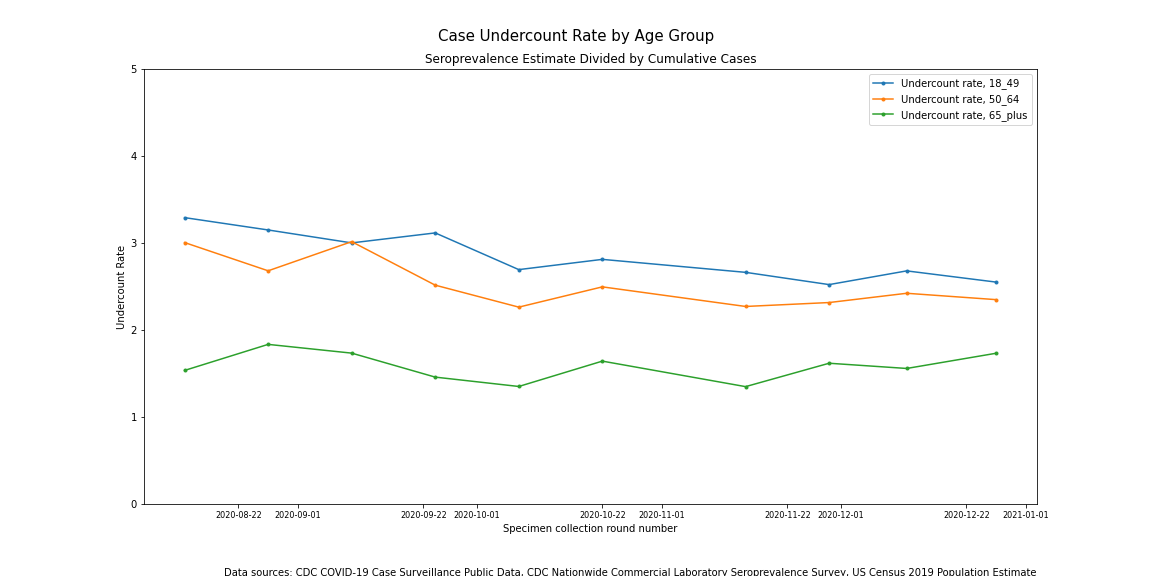 Case Undercount Rate by Age Group
Seroprevalence Estimate Divided by Cumulative Cases
Undercount rate, 18_49
Undercount rate, 50_64
Undercount rate, 65_plus
Undercount Rate
5
4
3
2
1
0
2020-08-22 2020-09-01 2020-09-22 2020-10-01 2020-10-22 2020-11-01 2020-11-22 2020-12-01 2020-12-22 2021-01-01
Specimen collection round number
Data sources: CDC COVID-19 Case Surveillance Public Data, CDC Nationwide Commercial Laboratory Seroprevalence Survey, US Census 2019 Population Estimate